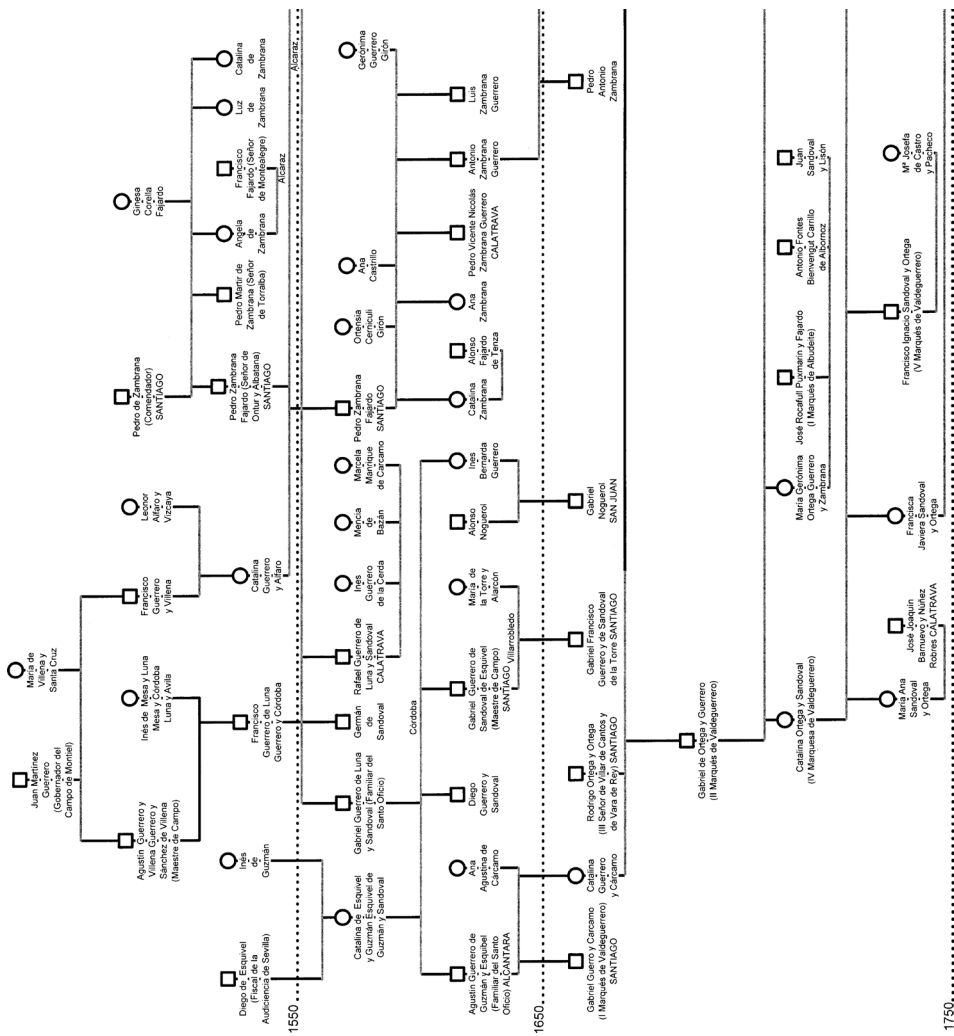 Juan Martínez
Guerrero
(Gobernador del
Campo de Montiel)
María de
Villena y
Santa Cruz
Agustín Guerrero y
Villena Guerrero y
Sánchez de Villena
(Maestre de Campo)
Inés de Mesa y Luna
Mesa y Córdoba
Luna y Avila
Francisco
Guerrero
y Villena
Leonor
Alfaro y
Vizcaya
Pedro de Zambrana
(Comendador)
SANTIAGO
Ginesa
Corella
Fajardo
Diego de Esquivel
(Fiscal de la
Audiciencia de Sevilla)
Inés
de
Guzmán
Francisco
Guerrero de Luna
Guerrero y Córdoba
Catalina
Guerrero
y Alfaro
Pedro Zambrana
Fajardo (Señor de
Ontur y Albatana)
SANTIAGO
Pedro Martir de
Zambrana (Señor
de Torralba)
Angela
de
Zambrana
Francisco
Fajardo (Señor
de Montealegre)
Alcaraz
Luz
de
Zambrana
Catalina
de
Zambrana
Alcaraz
Alcaraz
1550
Catalina de Esquivel
y Guzmán Esquivel de
Guzmán y Sandoval
Gabriel Guerrero de Luna
y Sandoval (Familiar del
Santo Oficio)
Germán
de
Sandoval
Rafael Guerrero de
Luna y Sandoval
CALATRAVA
Ines
Guerrero
de la Cerda
Mencia
de
Bazán
Marcela
Manrique
de Carcamo
Pedro Zambrana
Fajardo
SANTIAGO
Ortensia
Cerniculi
Girón
Ana
Castrillo
Gerónima
Guerrero
Girón
Córdoba
Agustín Guerrero de
Guzmán y Esquibel
(Familiar del Santo
Oficio) ALCANTARA
Ana
Agustina de
Cárcamo
Diego
Guerrero y
Sandoval
Gabriel Guerrero de
Sandoval de Esquivel
(Maestre de Campo)
SANTIAGO
Villarrobledo
María de
la Torre y
Alarcón
Alonso
Noguerol
Ines
Bernarda
Guerrero
Catalina
Zambrana
Alonso
Fajardo
de Tenza
Ana
Zambrana
Pedro Vicente Nicolás
Zambrana Guerrero
CALATRAVA
Antonio
Zambrana
Guerrero
Luis
Zambrana
Guerrero
1650
Gabriel Guerro y Carcamo
(I Marqués de Valdeguerrero)
SANTIAGO
Catalina
Guerrero
y Cárcamo
Rodrigo Ortega y Ortega
(III Señor de Villar de Cantos y
de Vara de Rey) SANTIAGO
Gabriel Francisco
Guerrero y de Sandoval
de la Torre SANTIAGO
Gabriel
Noguerol
SAN JUAN
Pedro
Antonio
Zambrana
Gabriel de Ortega y Guerrero
(II Marqués de Valdeguerrero)
Catalina Ortega y Sandoval
(IV Marquesa de Valdeguerrero)
María Gerónima
Ortega Guerrero
y Zambrana
José Rocafull Puxmarin y Fajardo
(I Marqués de Albudeite)
Antonio Fontes
Bienvengut Carrillo
de Albornoz
Juan
Sandoval
y Lisón
María Ana
Sandoval
y Ortega
José Joaquin
Barnuevo y Núñez
Robres CALATRAVA
Francisca
Javiera Sandoval
y Ortega
Francisco Ignacio Sandoval y Ortega
(V Marqués de Valdeguerrero)
Mª Josefa
de Castro
y Pacheco
1750